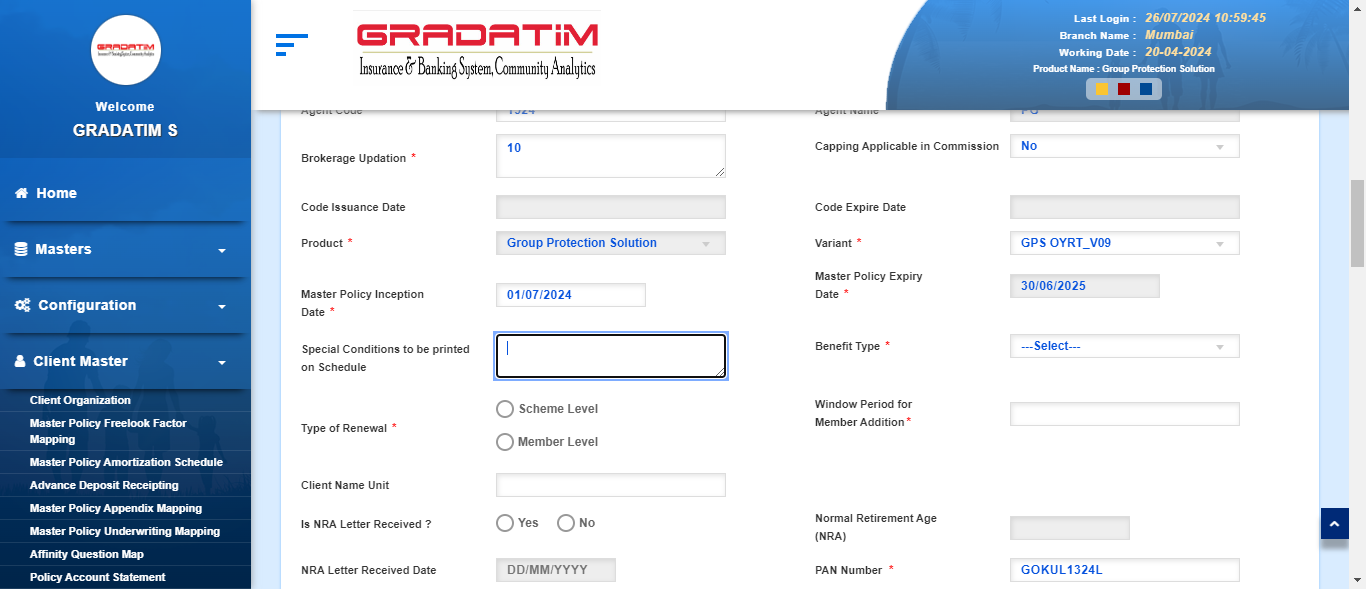 GRADATIM
Insurance & Banking System, Community Analytics
Welcome
GRADATIM S
Home
Masters
Configuration
Client Master
Client Organization
Master Policy Freelook Factor
Mapping
Master Policy Amortization Schedule
Advance Deposit Receipting
Master Policy Appendix Mapping
Master Policy Underwriting Mapping
Affinity Question Map
Policy Account Statement
GRADATIM
Insurance & Banking System, Community Analytics
Last Login : 26/07/2024 10:59:45
Branch Name : Mumbai
Working Date : 20-04-2024
Product Name : Group Protection Solution
Agent Code 1324 Agent Name PG
Brokerage Updation * 10 Capping Applicable in Commission No
Code Issuance Date Code Expire Date
Product * Group Protection Solution Variant * GPS OYRT_V09
Master Policy Inception
Date * 01/07/2024
Master Policy Expiry
Date * 30/06/2025
Special Conditions to be printed
on Schedule
Benefit Type * ---Select---
Type of Renewal * Scheme Level
Member Level
Window Period for
Member Addition *
Client Name Unit
Is NRA Letter Received ? Yes No
Normal Retirement Age
(NRA)
NRA Letter Received Date DD/MM/YYYY PAN Number * GOKUL1324L